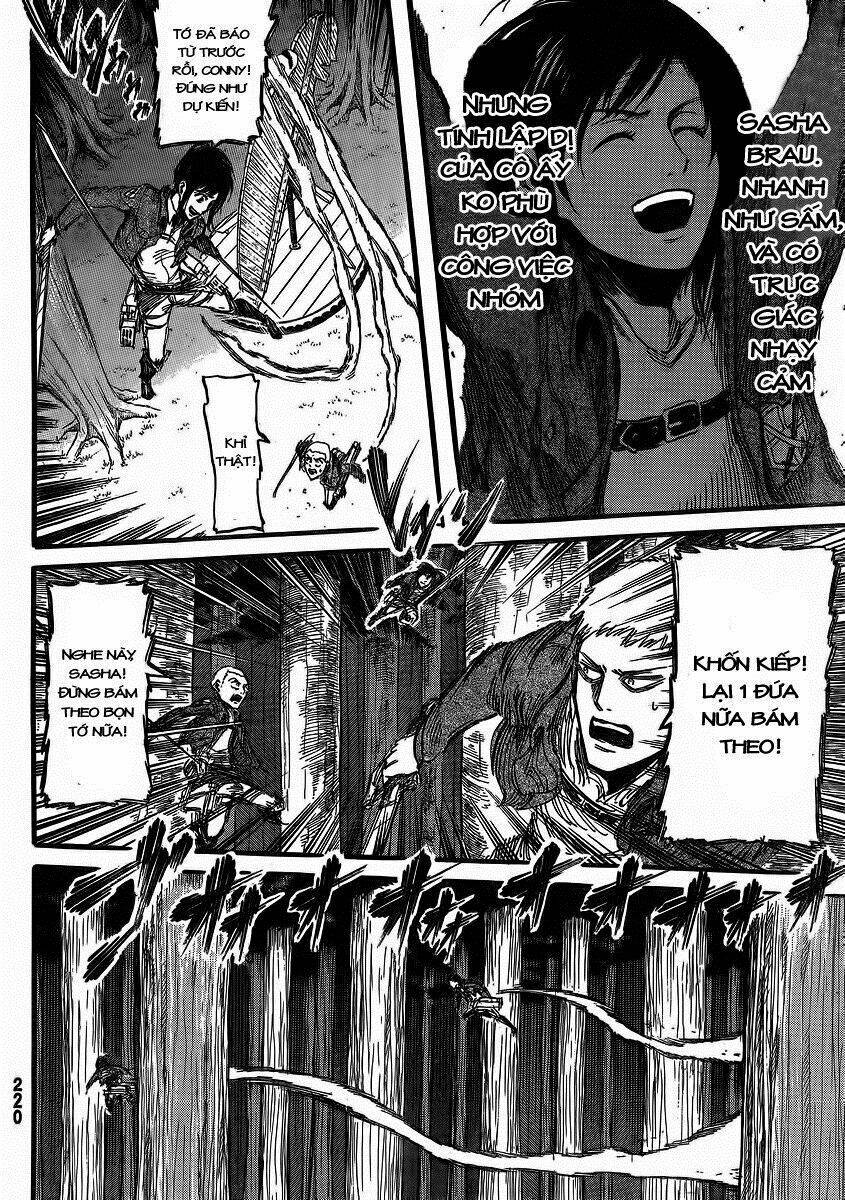 SASHA
BRAU.
NHANH
NHƯ SẤM,
VÀ CÓ
TRỰC
GIÁC
NHẠY
CẢM
NHƯNG
TÍNH LẬP DỊ
CỦA CÔ ẤY
KO PHÙ
HỢP VỚI
CÔNG VIỆC
NHÓM
TỚ ĐÃ BÁO
TỪ TRƯỚC
RỒI, CONNY!
ĐÚNG NHƯ
DỰ KIẾN!
KHỈ
THẬT!
KHỐN KIẾP!
LẠI 1 ĐỨA
NỮA BÁM
THEO!
NGHE NÀY,
SASHA!
ĐỪNG BÁM
THEO BỌN
TỚ NỮA!
220